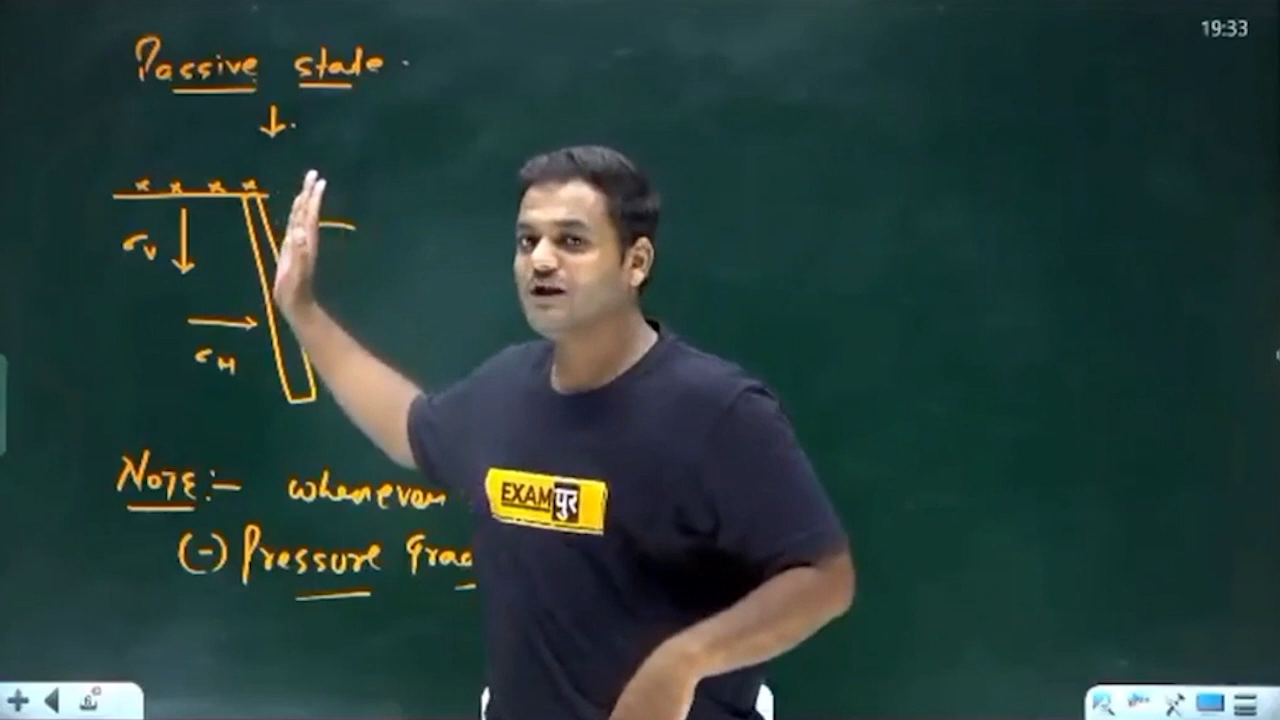 19:33
Passive state.
σv
σH
NOTE:- whenever
(-) Pressure Grad
EXAMपुर